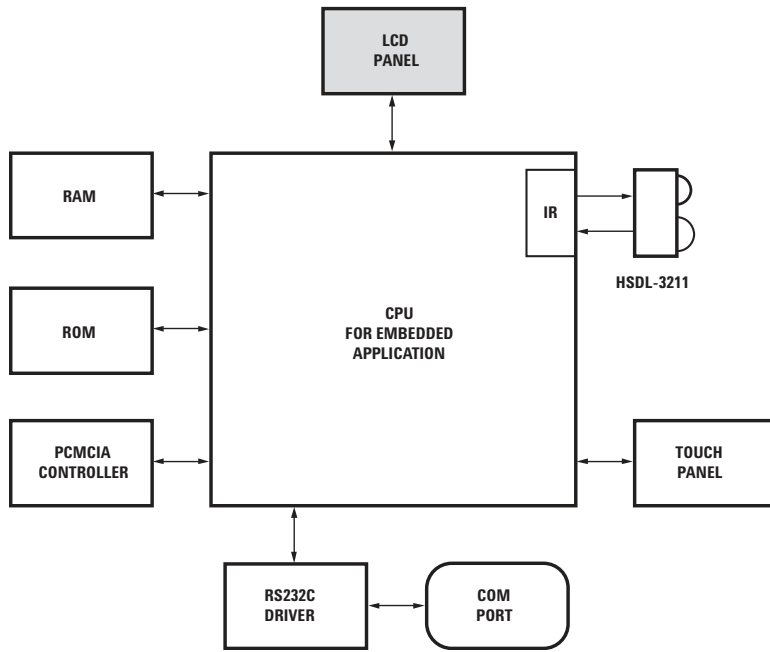 LCD
PANEL
RAM
IR
HSDL-3211
ROM
CPU
FOR EMBEDDED
APPLICATION
PCMCIA
CONTROLLER
TOUCH
PANEL
RS232C
DRIVER
COM
PORT